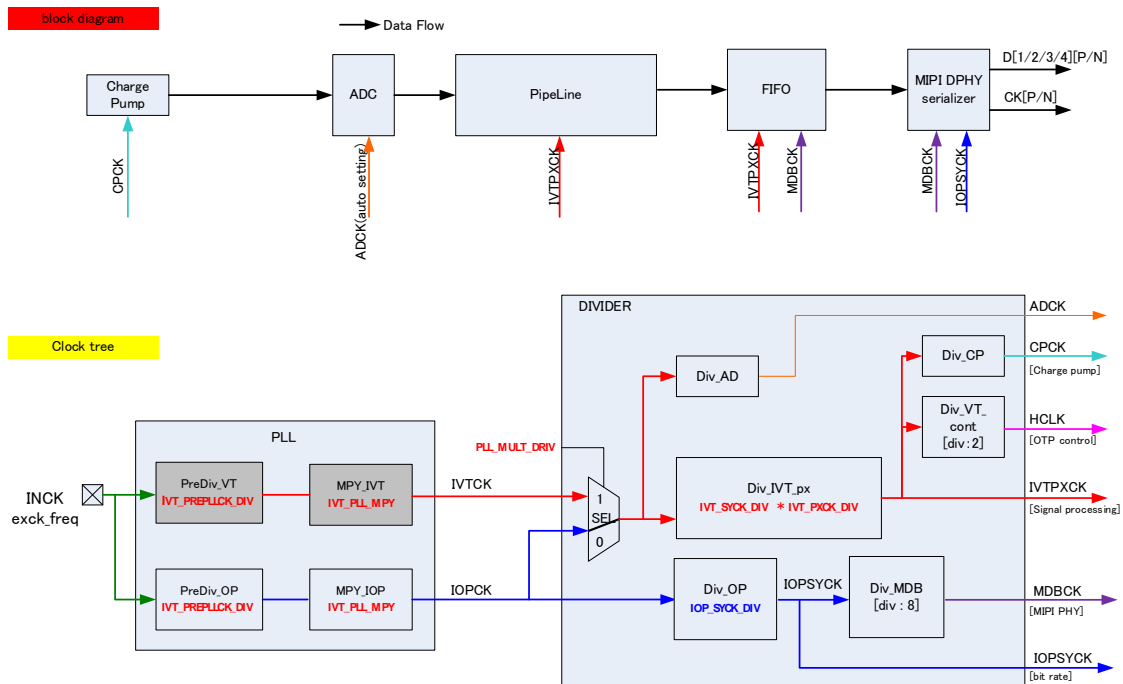 block diagram
Data Flow
Charge
Pump
ADC
PipeLine
FIFO
MIPI DPHY
serializer
D[1/2/3/4][P/N]
CK[P/N]
CPCK
ADCK(auto setting)
IVTPXCK
IVTPXCK
MDBCK
MDBCK
IOPSYCK
Clock tree
DIVIDER
ADCK
Div_AD
Div_CP
CPCK
[Charge pump]
Div_VT_
cont
[div:2]
HCLK
[OTP control]
PLL
PLL_MULT_DRIV
INCK
exck_freq
PreDiv_VT
IVT_PREPLLCK_DIV
MPY_IVT
IVT_PLL_MPY
IVTCK
1
SEL
0
Div_IVT_px
IVT_SYCK_DIV * IVT_PXCK_DIV
IVTPXCK
[Signal processing]
PreDiv_OP
IVT_PREPLLCK_DIV
MPY_IOP
IVT_PLL_MPY
IOPCK
Div_OP
IOP_SYCK_DIV
IOPSYCK
Div_MDB
[div : 8]
MDBCK
[MIPI PHY]
IOPSYCK
[bit rate]